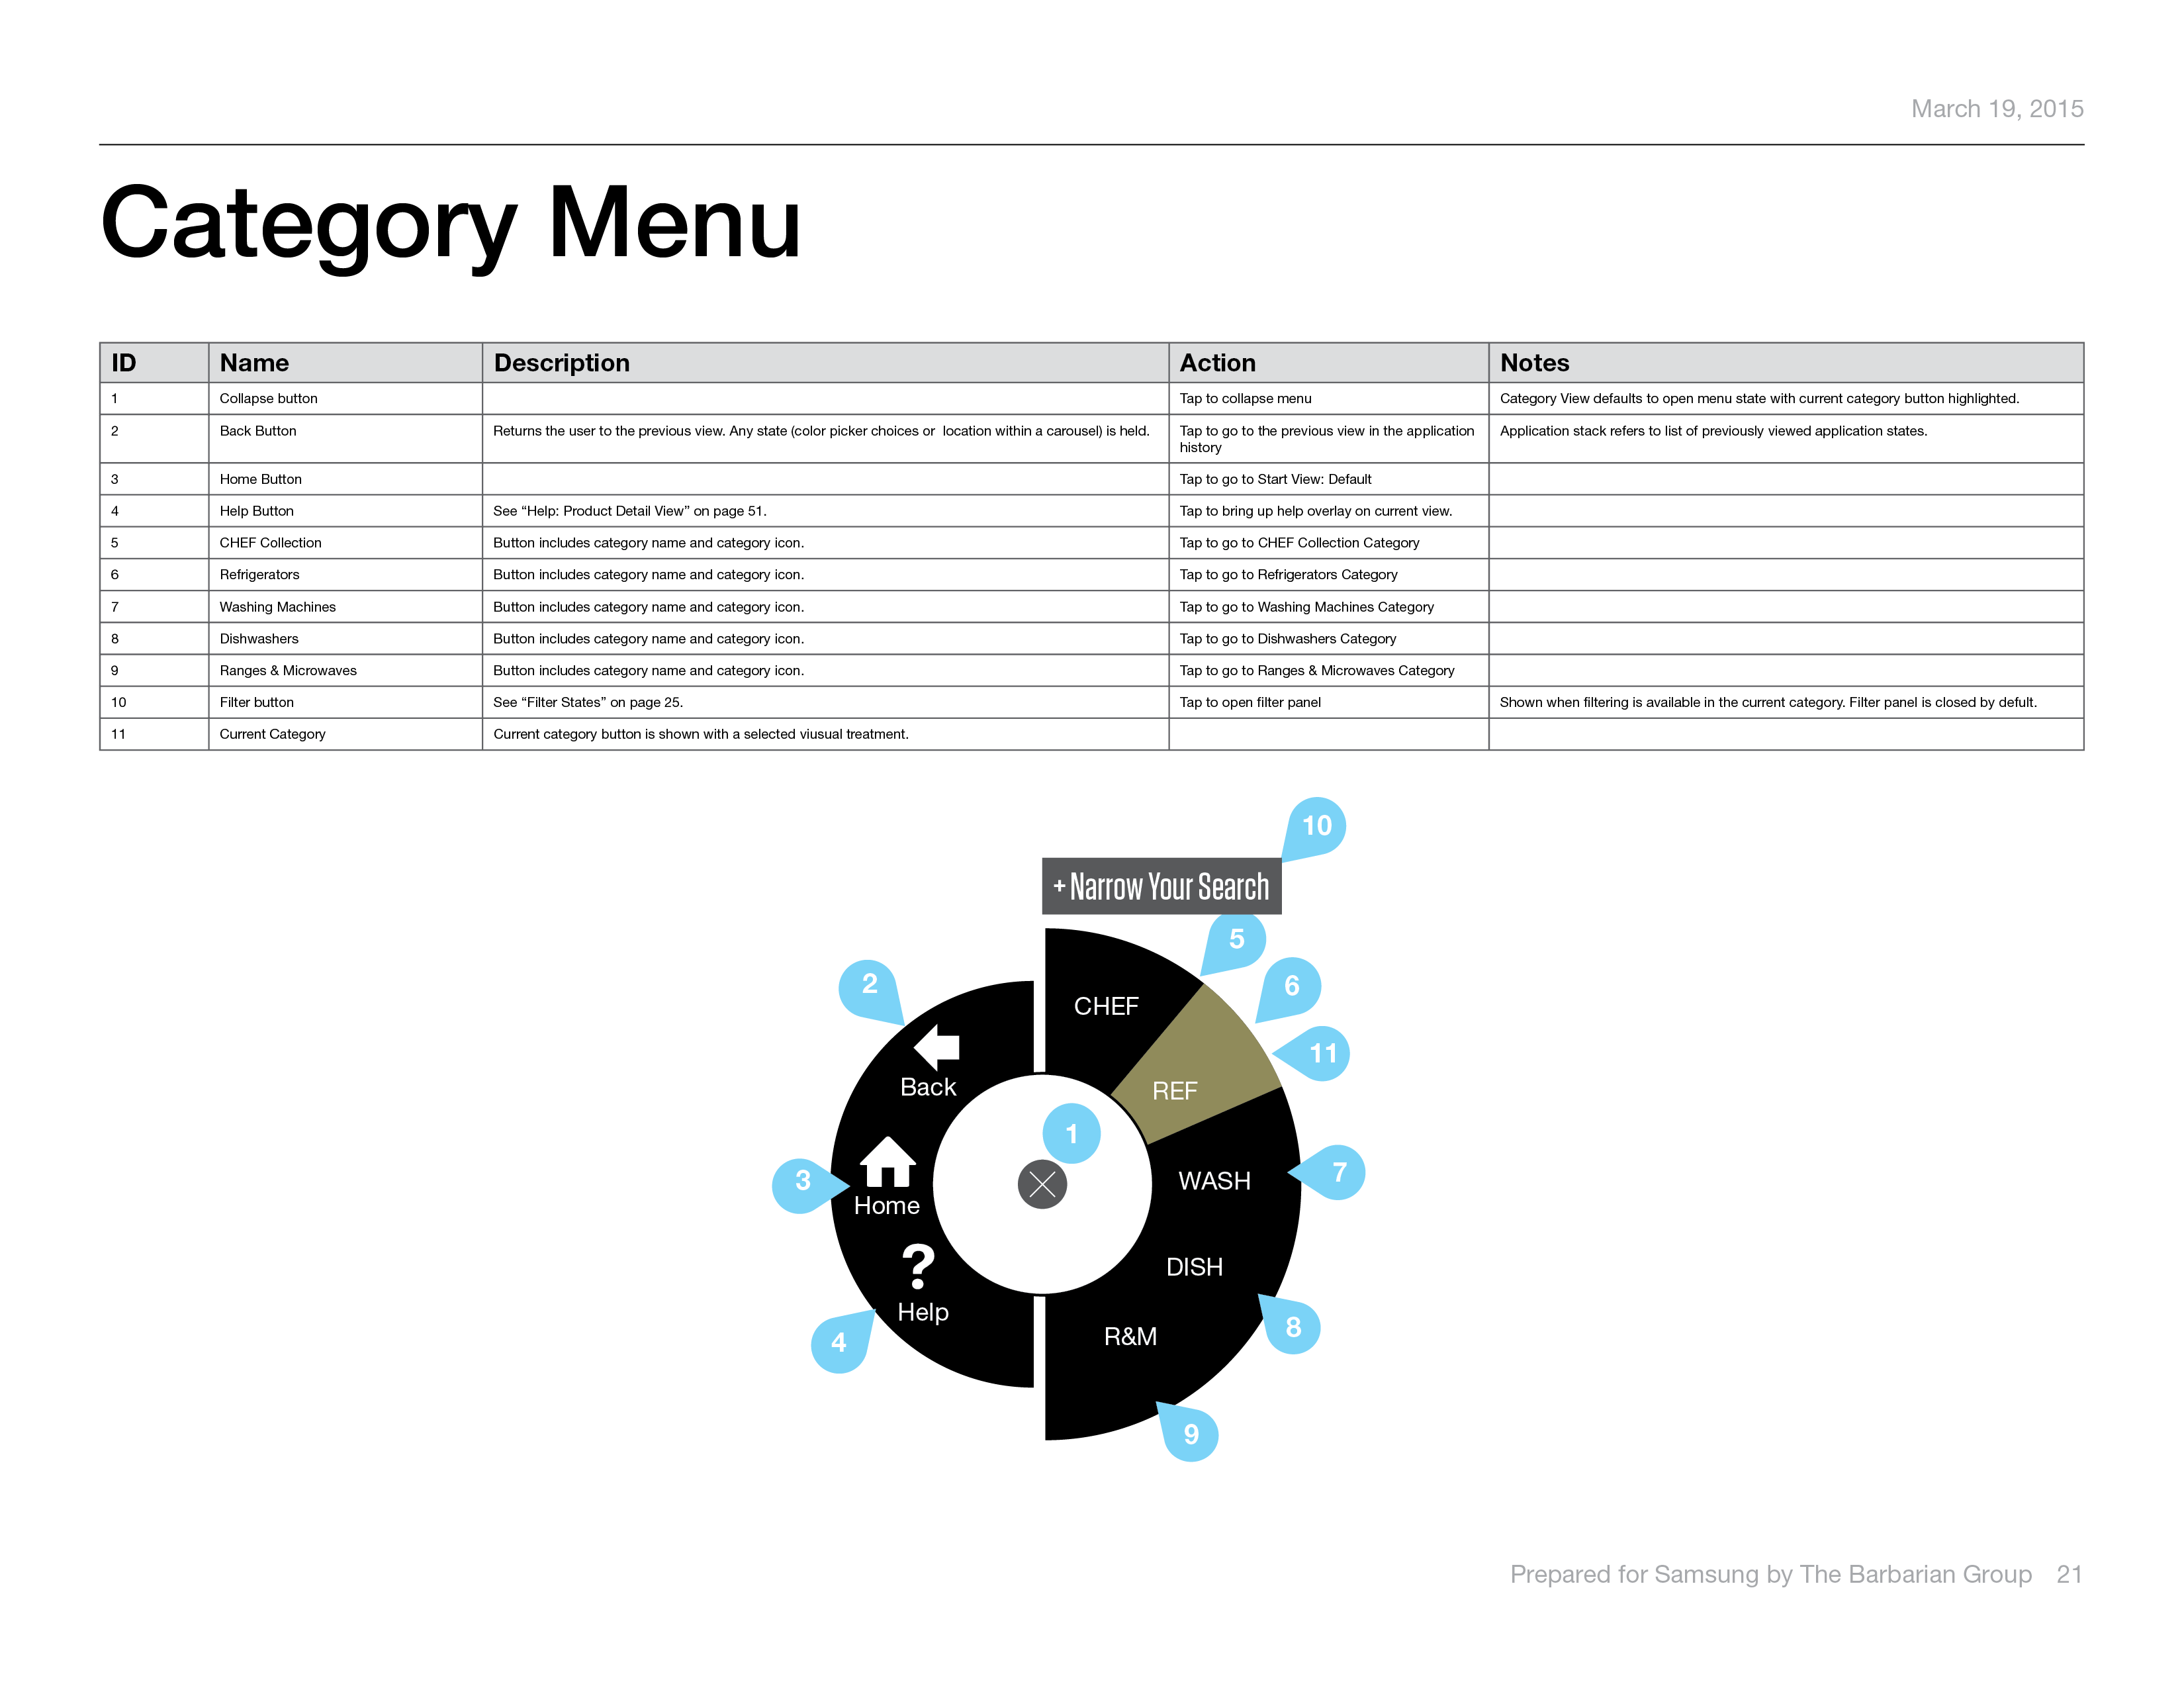 March 19, 2015
Category Menu
ID Name Description Action Notes
1 Collapse button Tap to collapse menu Category View defaults to open menu state with current category button highlighted.
2 Back Button Returns the user to the previous view. Any state (color picker choices or location within a carousel) is held. Tap to go to the previous view in the application history Application stack refers to list of previously viewed application states.
3 Home Button Tap to go to Start View: Default
4 Help Button See “Help: Product Detail View” on page 51. Tap to bring up help overlay on current view.
5 CHEF Collection Button includes category name and category icon. Tap to go to CHEF Collection Category
6 Refrigerators Button includes category name and category icon. Tap to go to Refrigerators Category
7 Washing Machines Button includes category name and category icon. Tap to go to Washing Machines Category
8 Dishwashers Button includes category name and category icon. Tap to go to Dishwashers Category
9 Ranges & Microwaves Button includes category name and category icon. Tap to go to Ranges & Microwaves Category
10 Filter button See “Filter States” on page 25. Tap to open filter panel Shown when filtering is available in the current category. Filter panel is closed by defult.
11 Current Category Current category button is shown with a selected viusual treatment.
10
+ Narrow Your Search
5
2
6
CHEF
11
Back
REF
1
7
3
WASH
Home
?
DISH
Help
8
4
R&M
9
Prepared for Samsung by The Barbarian Group 21